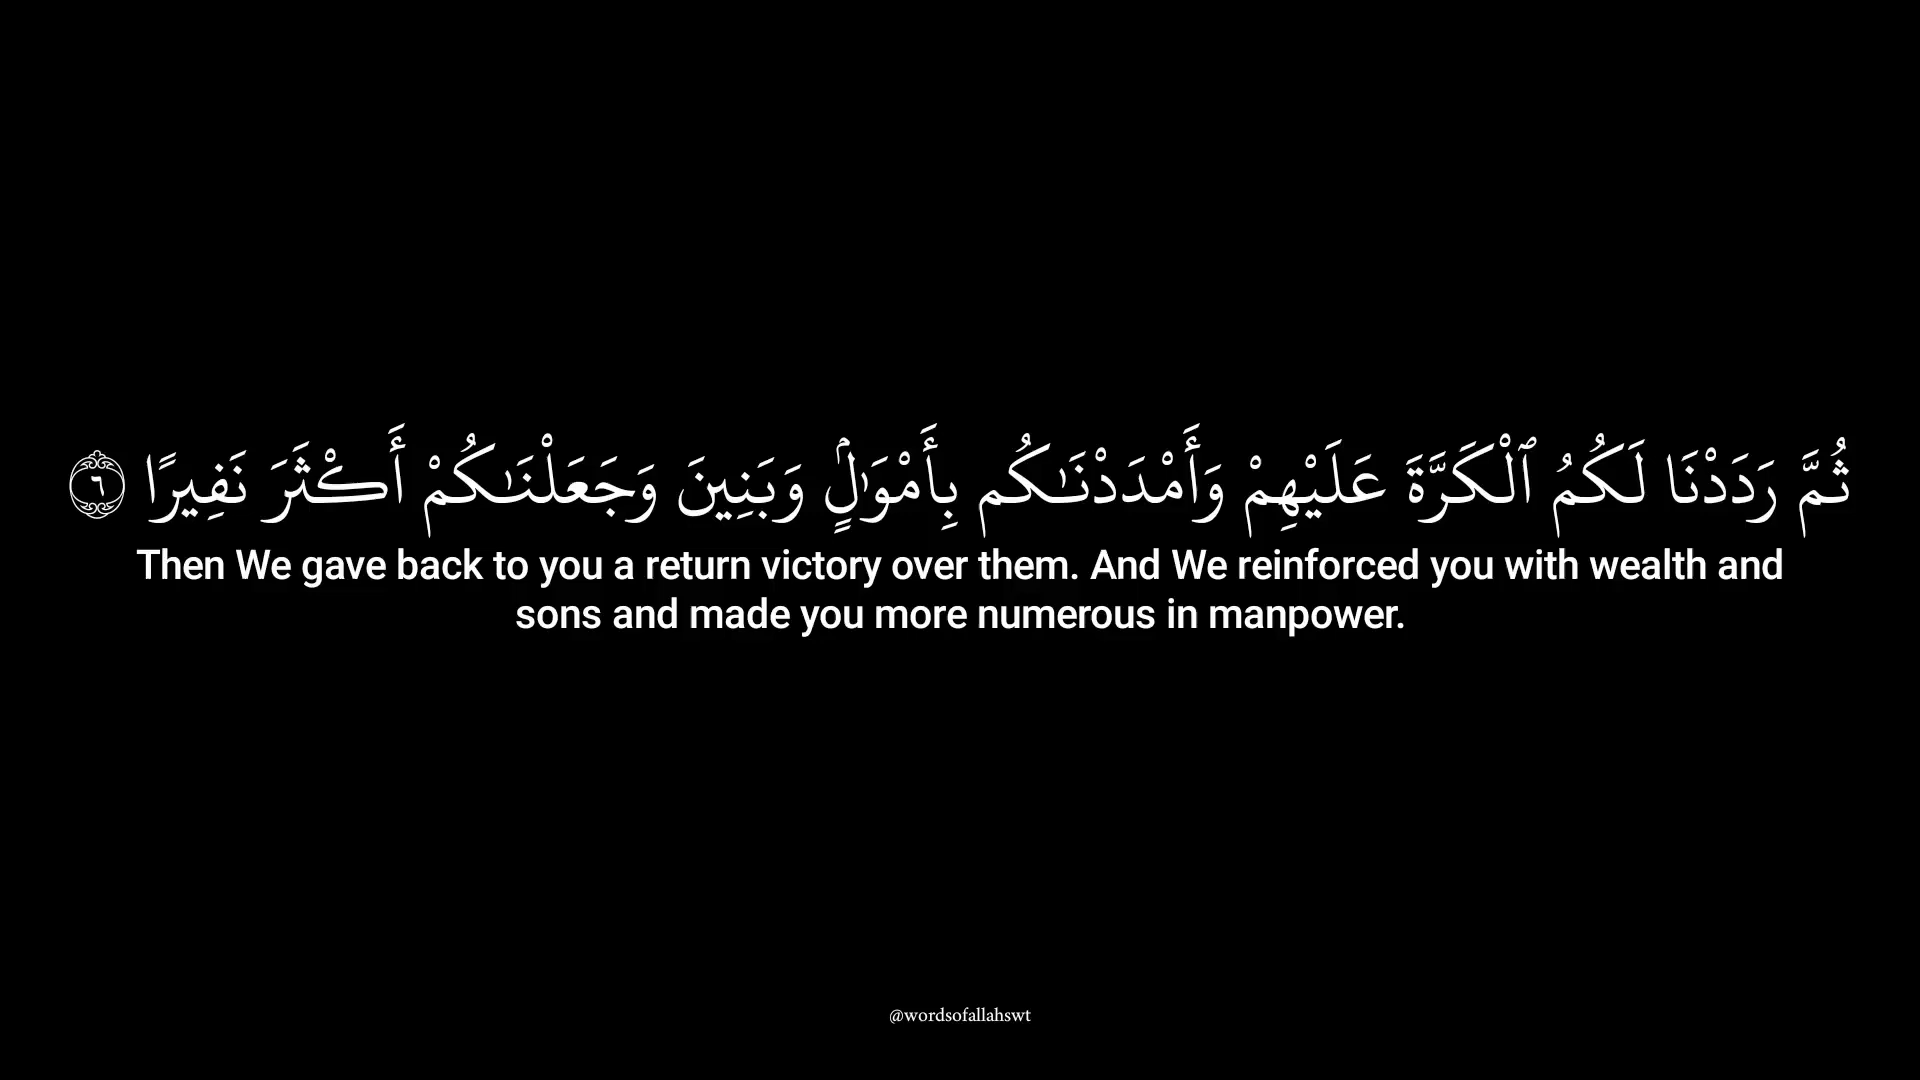 ثُمَّ رَدَدْنَا لَكُمُ ٱلْكَرَّةَ عَلَيْهِمْ وَأَمْدَدْنَـٰكُم بِأَمْوَٰلٍۢ وَبَنِينَ وَجَعَلْنَـٰكُمْ أَكْثَرَ نَفِيرًا ٦
Then We gave back to you a return victory over them. And We reinforced you with wealth and
sons and made you more numerous in manpower.
@wordsofallahswt